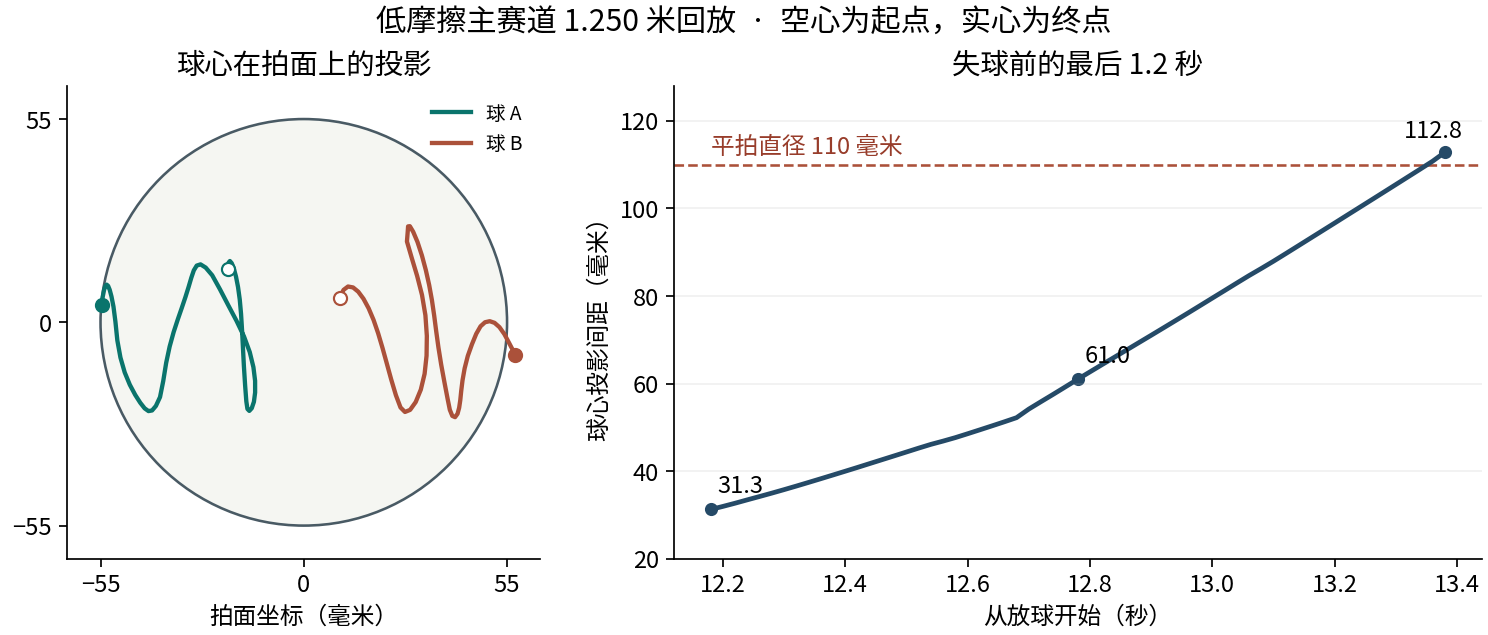 低摩擦主赛道 1.250 米回放 · 空心为起点，实心为终点
球心在拍面上的投影
球 A
球 B
55
0
−55
−55
0
55
拍面坐标（毫米）
失球前的最后 1.2 秒
球心投影间距（毫米）
120
100
80
60
40
20
平拍直径 110 毫米
112.8
61.0
31.3
12.2
12.4
12.6
12.8
13.0
13.2
13.4
从放球开始（秒）